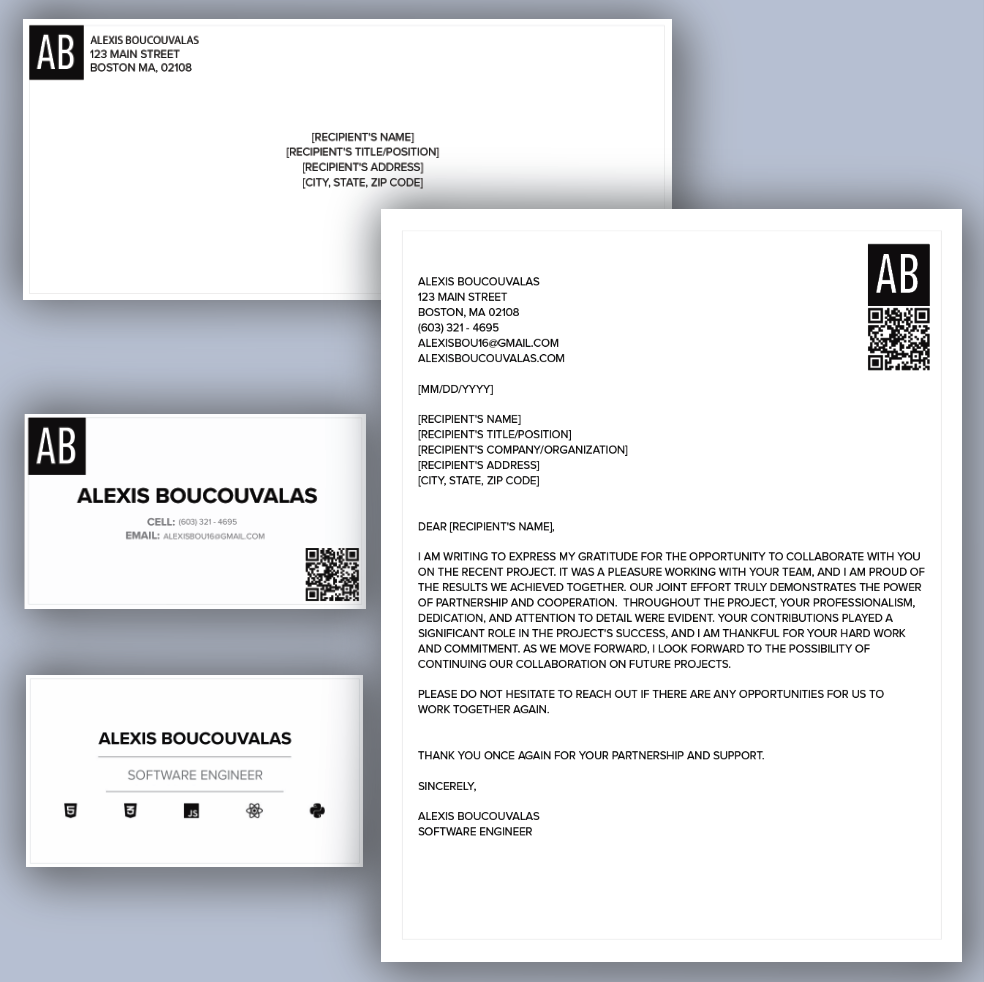 AB
ALEXIS BOUCOUVALAS
123 MAIN STREET
BOSTON MA, 02108
[RECIPIENT'S NAME]
[RECIPIENT'S TITLE/POSITION]
[RECIPIENT'S ADDRESS]
[CITY, STATE, ZIP CODE]
AB
ALEXIS BOUCOUVALAS
CELL: (603) 321 - 4695
EMAIL: ALEXISBOU16@GMAIL.COM
ALEXIS BOUCOUVALAS
SOFTWARE ENGINEER
5
3
JS
AB
ALEXIS BOUCOUVALAS
123 MAIN STREET
BOSTON, MA 02108
(603) 321 - 4695
ALEXISBOU16@GMAIL.COM
ALEXISBOUCOUVALAS.COM
[MM/DD/YYYY]
[RECIPIENT'S NAME]
[RECIPIENT'S TITLE/POSITION]
[RECIPIENT'S COMPANY/ORGANIZATION]
[RECIPIENT'S ADDRESS]
[CITY, STATE, ZIP CODE]
DEAR [RECIPIENT'S NAME],
I AM WRITING TO EXPRESS MY GRATITUDE FOR THE OPPORTUNITY TO COLLABORATE WITH YOU
ON THE RECENT PROJECT. IT WAS A PLEASURE WORKING WITH YOUR TEAM, AND I AM PROUD OF
THE RESULTS WE ACHIEVED TOGETHER. OUR JOINT EFFORT TRULY DEMONSTRATES THE POWER
OF PARTNERSHIP AND COOPERATION.  THROUGHOUT THE PROJECT, YOUR PROFESSIONALISM,
DEDICATION, AND ATTENTION TO DETAIL WERE EVIDENT. YOUR CONTRIBUTIONS PLAYED A
SIGNIFICANT ROLE IN THE PROJECT'S SUCCESS, AND I AM THANKFUL FOR YOUR HARD WORK
AND COMMITMENT. AS WE MOVE FORWARD, I LOOK FORWARD TO THE POSSIBILITY OF
CONTINUING OUR COLLABORATION ON FUTURE PROJECTS.
PLEASE DO NOT HESITATE TO REACH OUT IF THERE ARE ANY OPPORTUNITIES FOR US TO
WORK TOGETHER AGAIN.
THANK YOU ONCE AGAIN FOR YOUR PARTNERSHIP AND SUPPORT.
SINCERELY,
ALEXIS BOUCOUVALAS
SOFTWARE ENGINEER